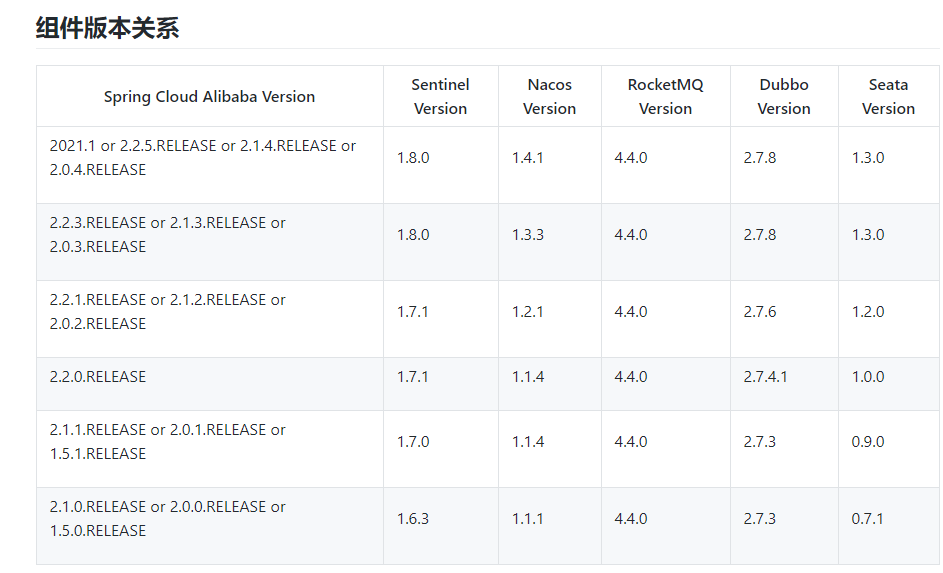 组件版本关系
Spring Cloud Alibaba Version Sentinel Version Nacos Version RocketMQ Version Dubbo Version Seata Version
2021.1 or 2.2.5.RELEASE or 2.1.4.RELEASE or 2.0.4.RELEASE 1.8.0 1.4.1 4.4.0 2.7.8 1.3.0
2.2.3.RELEASE or 2.1.3.RELEASE or 2.0.3.RELEASE 1.8.0 1.3.3 4.4.0 2.7.8 1.3.0
2.2.1.RELEASE or 2.1.2.RELEASE or 2.0.2.RELEASE 1.7.1 1.2.1 4.4.0 2.7.6 1.2.0
2.2.0.RELEASE 1.7.1 1.1.4 4.4.0 2.7.4.1 1.0.0
2.1.1.RELEASE or 2.0.1.RELEASE or 1.5.1.RELEASE 1.7.0 1.1.4 4.4.0 2.7.3 0.9.0
2.1.0.RELEASE or 2.0.0.RELEASE or 1.5.0.RELEASE 1.6.3 1.1.1 4.4.0 2.7.3 0.7.1